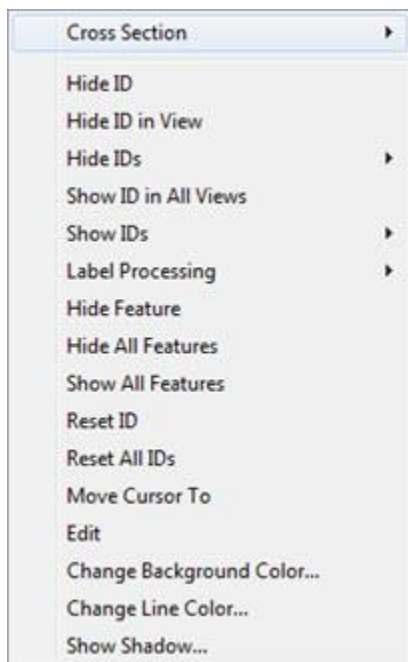 Cross Section
Hide ID
Hide ID in View
Hide IDs
Show ID in All Views
Show IDs
Label Processing
Hide Feature
Hide All Features
Show All Features
Reset ID
Reset All IDs
Move Cursor To
Edit
Change Background Color...
Change Line Color...
Show Shadow...